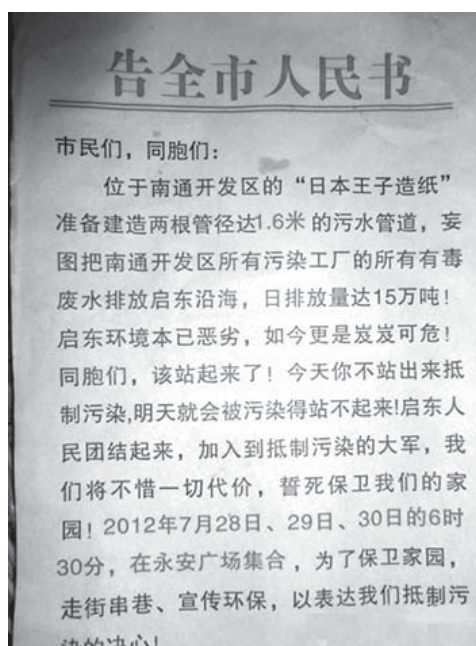 告全市人民书
市民们，同胞们：
位于南通开发区的“日本王子造纸”
准备建造两根管径达1.6米的污水管道，妄
图把南通开发区所有污染工厂的所有有毒
废水排放启东沿海，日排放量达15万吨！
启东环境本已恶劣，如今更是岌岌可危！
同胞们，该站起来了！今天你不站出来抵
制污染,明天就会被污染得站不起来!启东人
民团结起来，加入到抵制污染的大军，我
们将不惜一切代价，誓死保卫我们的家
园！2012年7月28日、29日、30日的6时
30分，在永安广场集合，为了保卫家园，
走街串巷、宣传环保，以表达我们抵制污
染的决心！